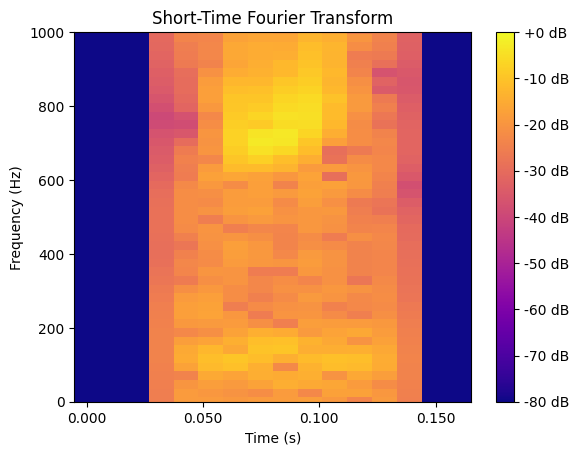 Short-Time Fourier Transform
1000
800
600
400
200
0
Frequency (Hz)
0.000
0.050
0.100
0.150
Time (s)
+0 dB
-10 dB
-20 dB
-30 dB
-40 dB
-50 dB
-60 dB
-70 dB
-80 dB